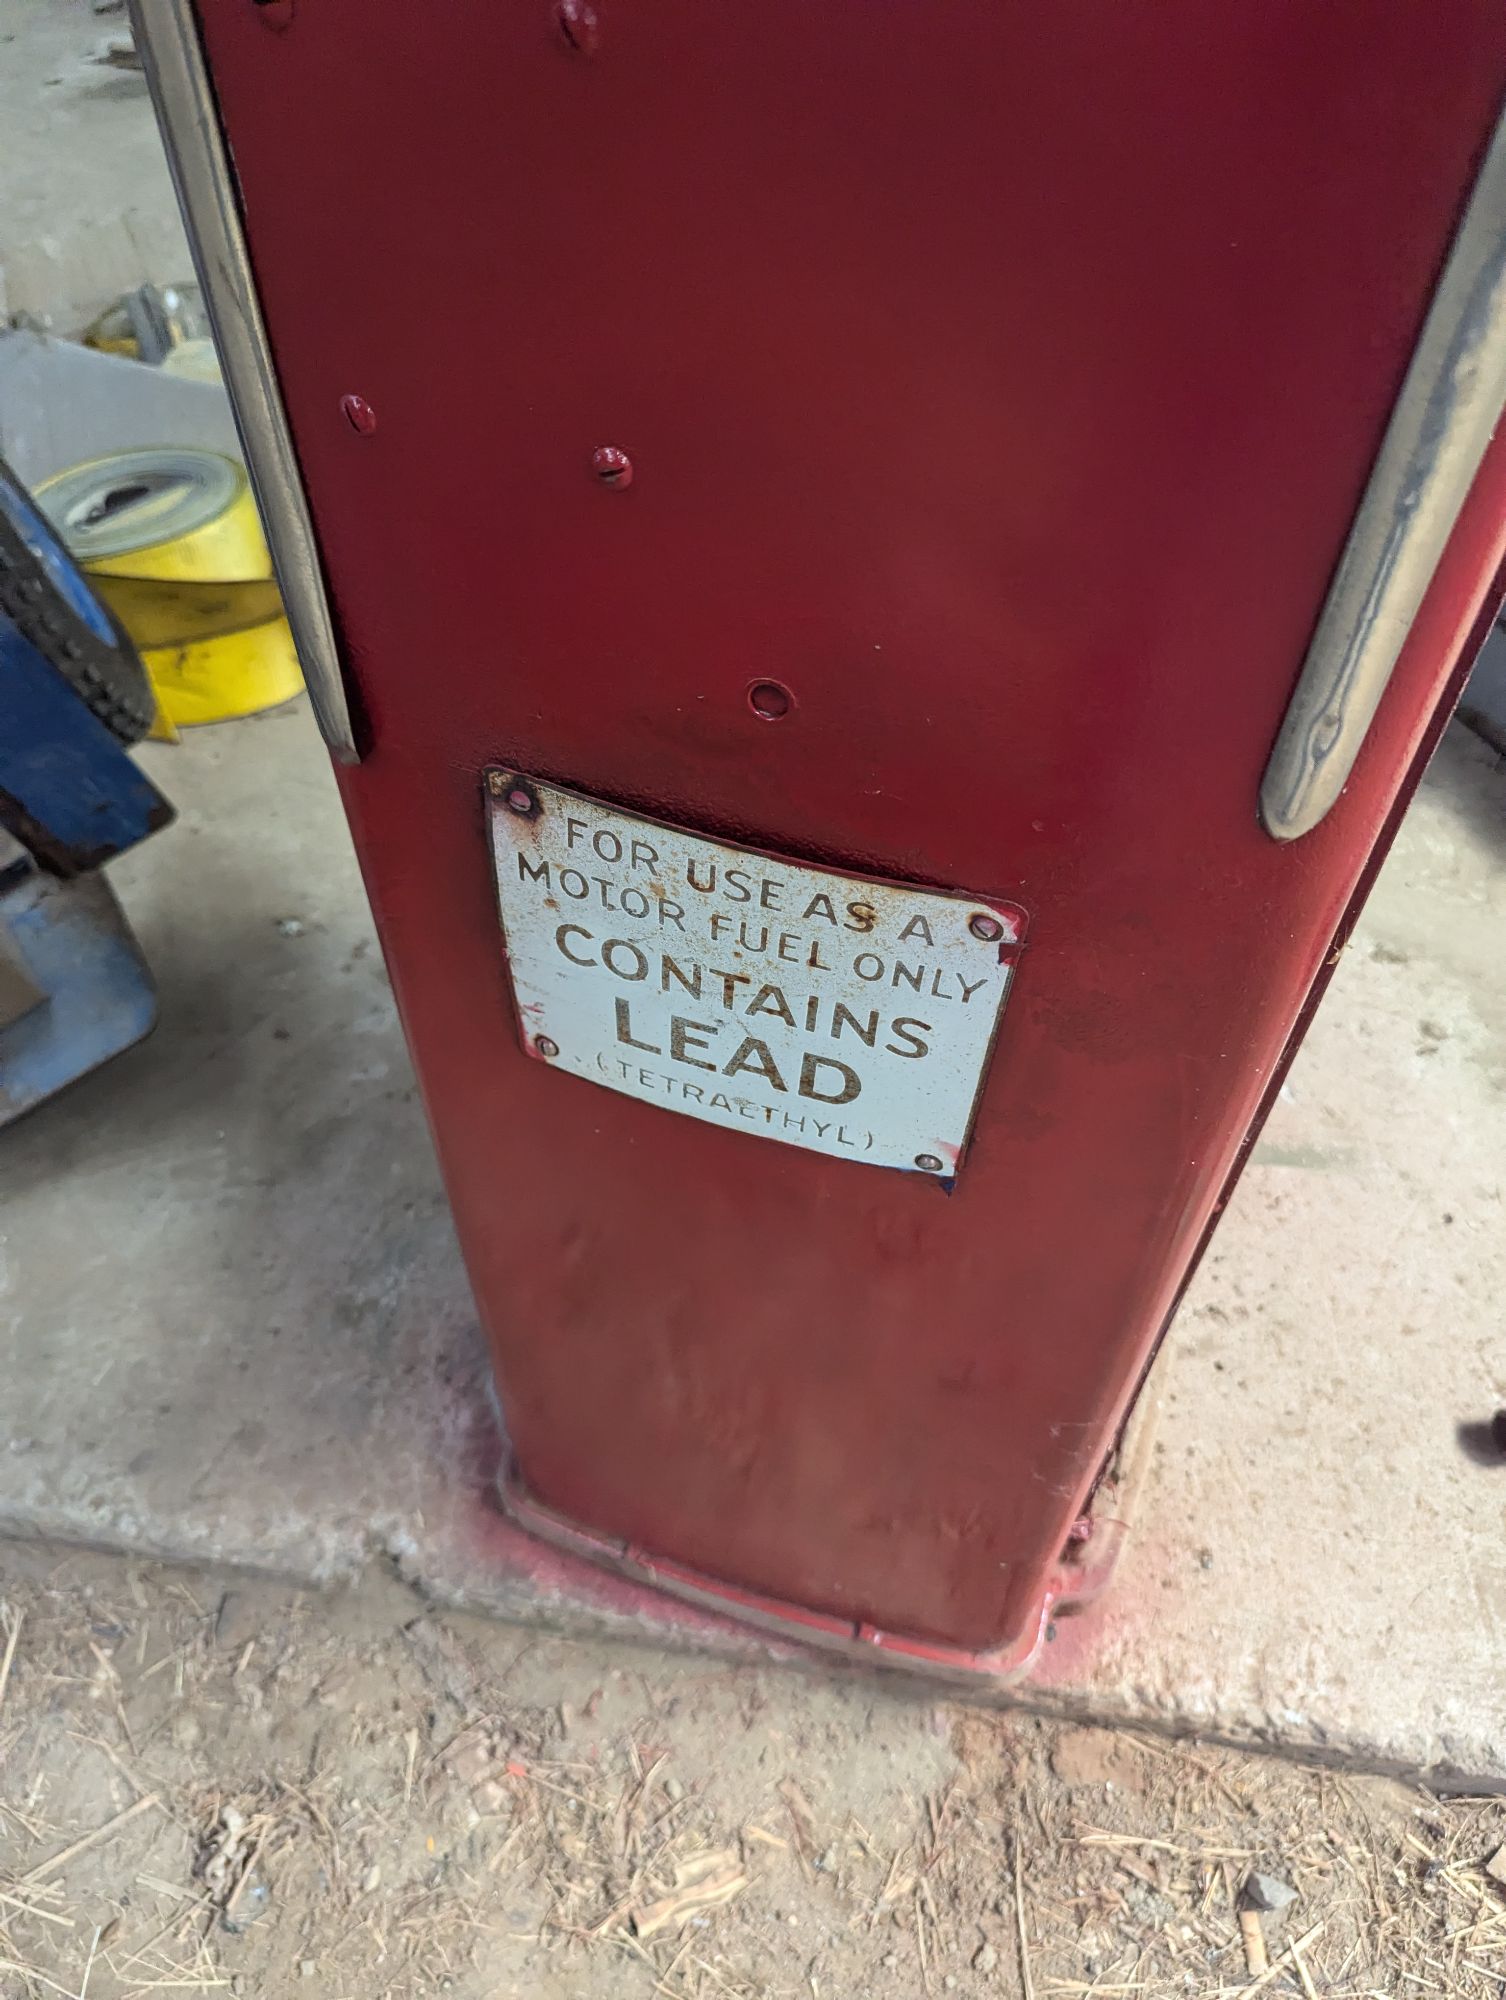 FOR USE AS A
MOTOR FUEL ONLY
CONTAINS
LEAD
(TETRAETHYL)